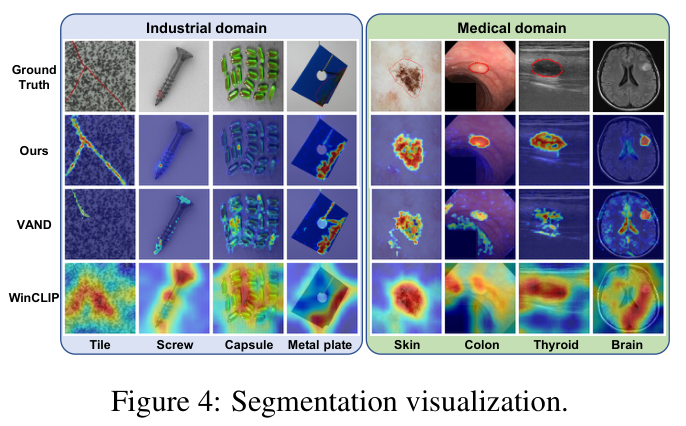 Industrial domain
Medical domain
Ground
Truth
Ours
VAND
WinCLIP
Tile Screw Capsule Metal plate Skin Colon Thyroid Brain
Figure 4: Segmentation visualization.